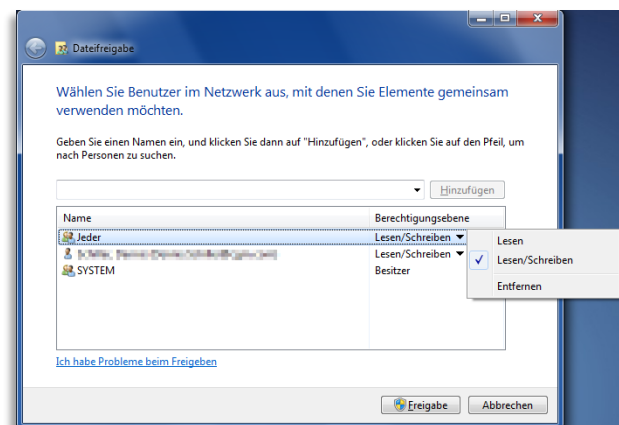 Dateifreigabe
Wählen Sie Benutzer im Netzwerk aus, mit denen Sie Elemente gemeinsam
verwenden möchten.
Geben Sie einen Namen ein, und klicken Sie dann auf "Hinzufügen", oder klicken Sie auf den Pfeil, um
nach Personen zu suchen.
Hinzufügen
Name Berechtigungsebene
Jeder Lesen/Schreiben
Lesen/Schreiben
SYSTEM Besitzer
Lesen
Lesen/Schreiben
Entfernen
Ich habe Probleme beim Freigeben
Freigabe Abbrechen